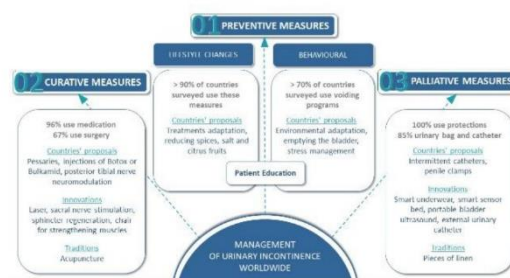 01 PREVENTIVE MEASURES
LIFESTYLE CHANGES
> 90% of countries
surveyed use these
measures
Countries' proposals
Treatments adaptation,
reducing spices, salt and
citrus fruits
BEHAVIOURAL
> 70% of countries
surveyed use voiding
programs
Countries' proposals
Environmental adaptation,
emptying the bladder,
stress management
Patient Education
02 CURATIVE MEASURES
96% use medication
67% use surgery
Countries' proposals
Pessaries, injections of Botox or
Bulkamid, posterior tibial nerve
neuromodulation
Innovations
Laser, sacral nerve stimulation,
sphincter regeneration, chair
for strengthening muscles
Traditions
Acupuncture
03 PALLIATIVE MEASURES
100% use protections
85% urinary bag and catheter
Countries' proposals
Intermittent catheters,
penile clamps
Innovations
Smart underwear, smart sensor
bed, portable bladder
ultrasound, external urinary
catheter
Traditions
Pieces of linen
MANAGEMENT
OF URINARY INCONTINENCE
WORLDWIDE